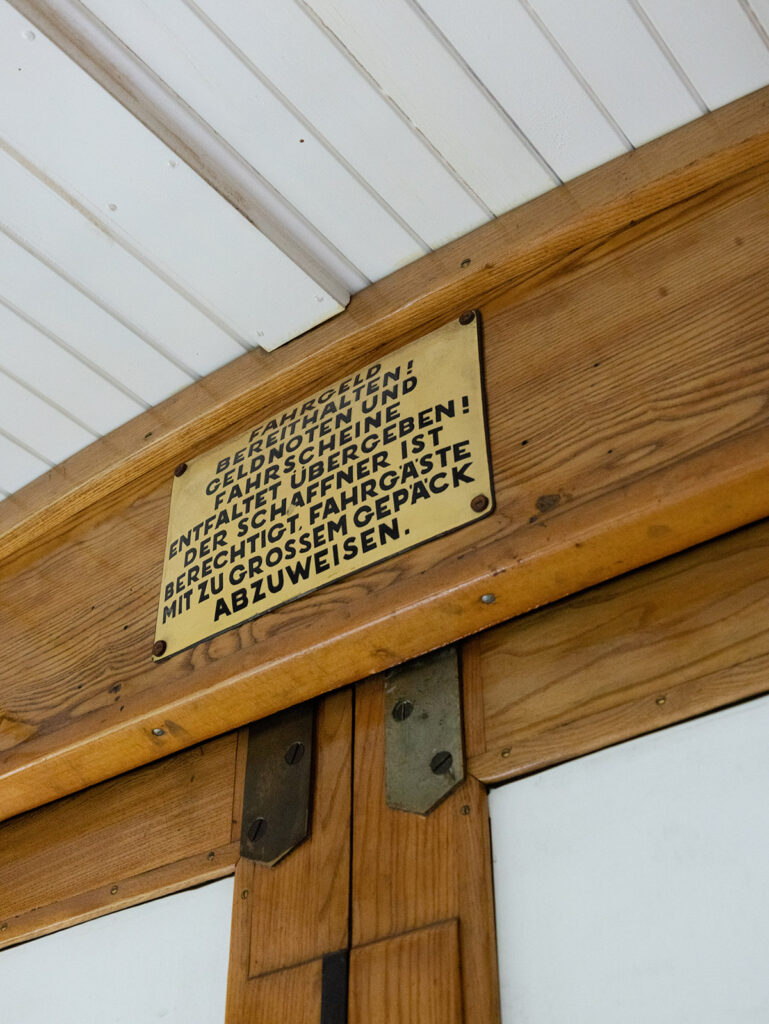 FAHRGELD
BEREITHALTEN!
GELDNOTEN UND
FAHRSCHEINE
ENTFALTET ÜBERGEBEN!
DER SCHAFFNER IST
BERECHTIGT, FAHRGÄSTE
MIT ZU GROSSEM GEPÄCK
ABZUWEISEN.